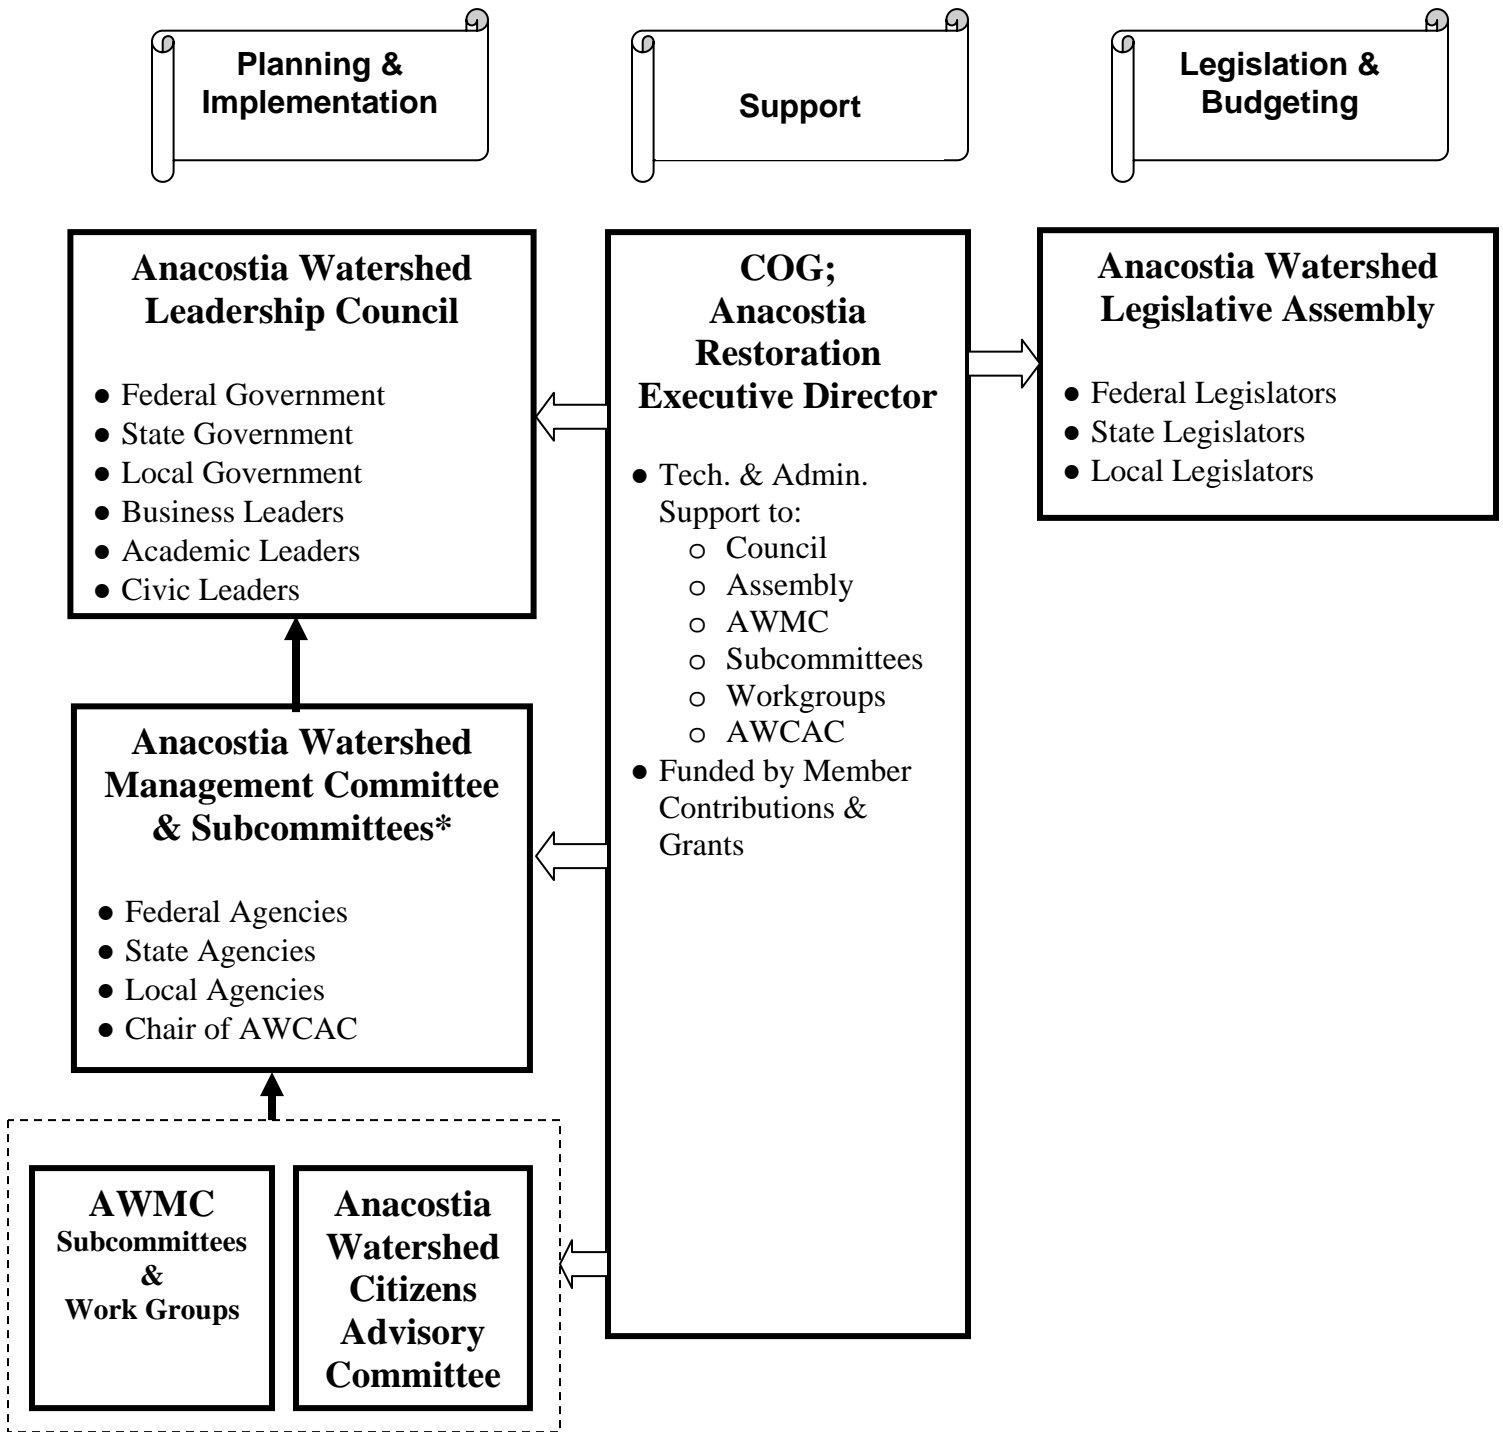 Planning &
Implementation
Support
Legislation &
Budgeting
Anacostia Watershed
Leadership Council
● Federal Government
● State Government
● Local Government
● Business Leaders
● Academic Leaders
● Civic Leaders
Anacostia Watershed
Management Committee
& Subcommittees*
● Federal Agencies
● State Agencies
● Local Agencies
● Chair of AWCAC
AWMC
Subcommittees
&
Work Groups
Anacostia
Watershed
Citizens
Advisory
Committee
COG;
Anacostia
Restoration
Executive Director
● Tech. & Admin.
Support to:
o Council
o Assembly
o AWMC
o Subcommittees
o Workgroups
o AWCAC
● Funded by Member
Contributions &
Grants
Anacostia Watershed
Legislative Assembly
● Federal Legislators
● State Legislators
● Local Legislators